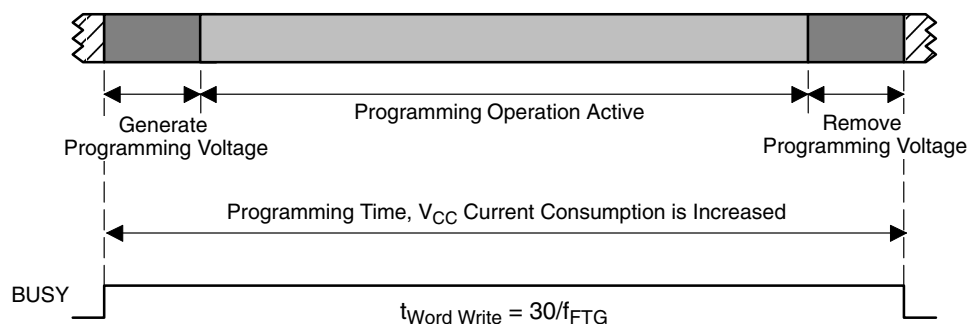 Generate
Programming Voltage
Programming Operation Active
Remove
Programming Voltage
Programming Time, VCC Current Consumption is Increased
BUSY
tWord Write = 30/fFTG